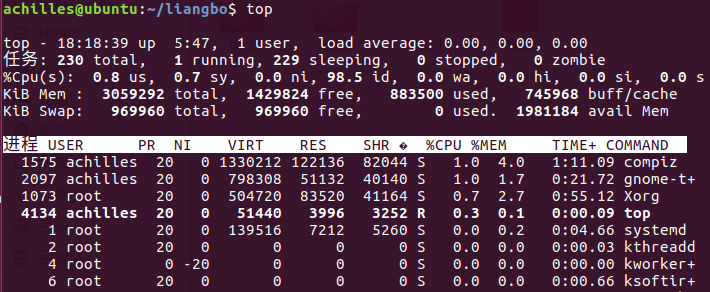 achilles@ubuntu:~/liangbo$ top
top - 18:18:39 up  5:47,  1 user,  load average: 0.00, 0.00, 0.00
任务: 230 total,   1 running, 229 sleeping,   0 stopped,   0 zombie
%Cpu(s):  0.8 us,  0.7 sy,  0.0 ni, 98.5 id,  0.0 wa,  0.0 hi,  0.0 si,  0.0 s
KiB Mem :  3059292 total,  1429824 free,   883500 used,   745968 buff/cache
KiB Swap:   969960 total,   969960 free,        0 used.  1981184 avail Mem
进程 USER      PR  NI    VIRT    RES    SHR �  %CPU %MEM     TIME+ COMMAND
1575 achilles  20   0 1330212 122136  82044 S   1.0  4.0   1:11.09 compiz
2097 achilles  20   0  798308  51132  40140 S   1.0  1.7   0:21.72 gnome-t+
1073 root      20   0  504720  83520  41164 S   0.7  2.7   0:55.12 Xorg
4134 achilles  20   0   51440   3996   3252 R   0.3  0.1   0:00.09 top
1 root      20   0  139516   7212   5260 S   0.0  0.2   0:04.66 systemd
2 root      20   0       0      0      0 S   0.0  0.0   0:00.03 kthreadd
4 root       0 -20       0      0      0 S   0.0  0.0   0:00.00 kworker+
6 root      20   0       0      0      0 S   0.0  0.0   0:00.66 ksoftir+